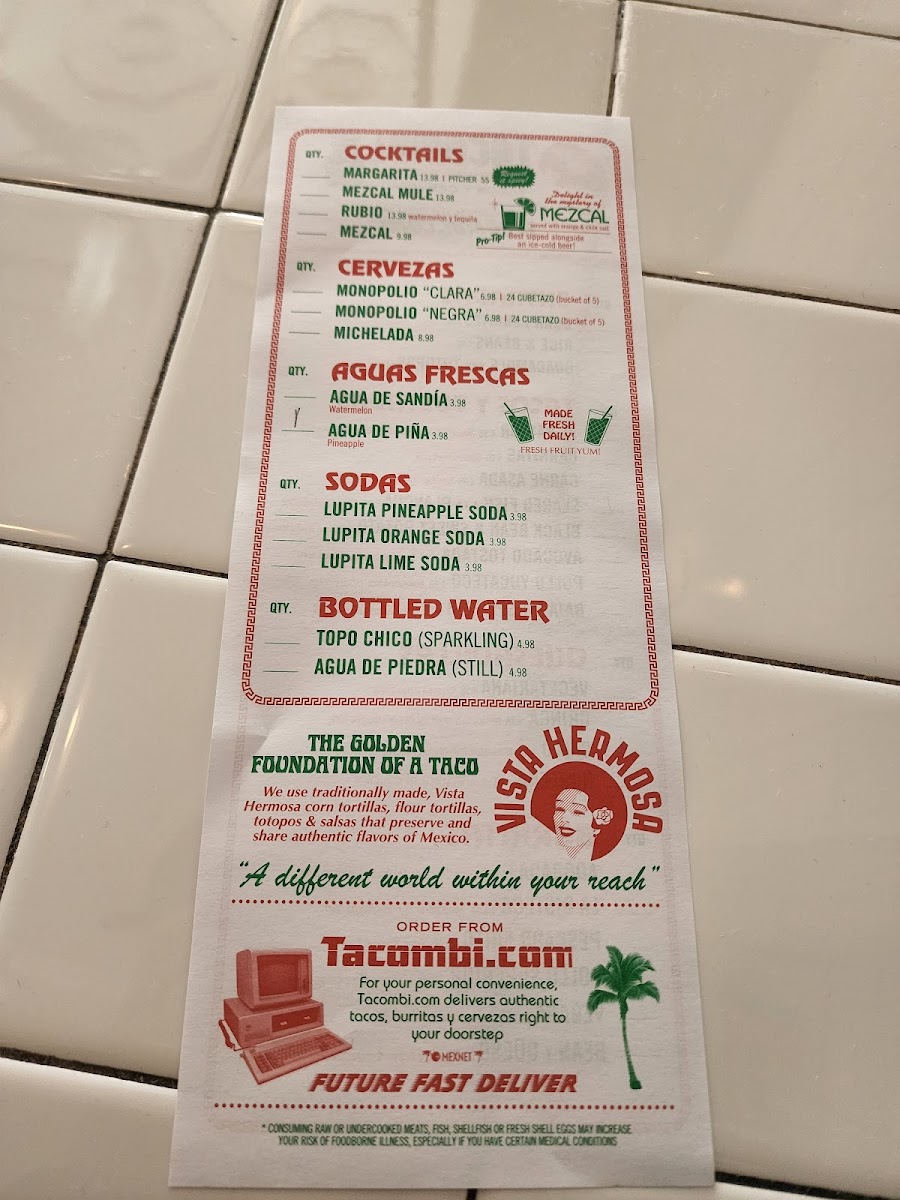 QTY. COCKTAILS
MARGARITA 13.98 | PITCHER 55 Request it spicy!
MEZCAL MULE 13.98
RUBIO 13.98 watermelon y tequila
MEZCAL 9.98
Delight in
the mystery of
MEZCAL
served with orange & chile salt
Pro-Tip! Best sipped alongside
an ice-cold beer!
QTY. CERVEZAS
MONOPOLIO "CLARA" 6.98 | 24 CUBETAZO (bucket of 5)
MONOPOLIO "NEGRA" 6.98 | 24 CUBETAZO (bucket of 5)
MICHELADA 8.98
QTY. AGUAS FRESCAS
AGUA DE SANDÍA 3.98
Watermelon
AGUA DE PIÑA 3.98
Pineapple
MADE
FRESH
DAILY!
FRESH FRUIT YUM!
QTY. SODAS
LUPITA PINEAPPLE SODA 3.98
LUPITA ORANGE SODA 3.98
LUPITA LIME SODA 3.98
QTY. BOTTLED WATER
TOPO CHICO (SPARKLING) 4.98
AGUA DE PIEDRA (STILL) 4.98
THE GOLDEN
FOUNDATION OF A TACO
We use traditionally made, Vista
Hermosa corn tortillas, flour tortillas,
totopos & salsas that preserve and
share authentic flavors of Mexico.
VISTA HERMOSA
"A different world within your reach"
ORDER FROM
Tacombi.com
For your personal convenience,
Tacombi.com delivers authentic
tacos, burritas y cervezas right to
your doorstep
MEXNET
FUTURE FAST DELIVER
* CONSUMING RAW OR UNDERCOOKED MEATS, FISH, SHELLFISH OR FRESH SHELL EGGS MAY INCREASE
YOUR RISK OF FOODBORNE ILLNESS, ESPECIALLY IF YOU HAVE CERTAIN MEDICAL CONDITIONS